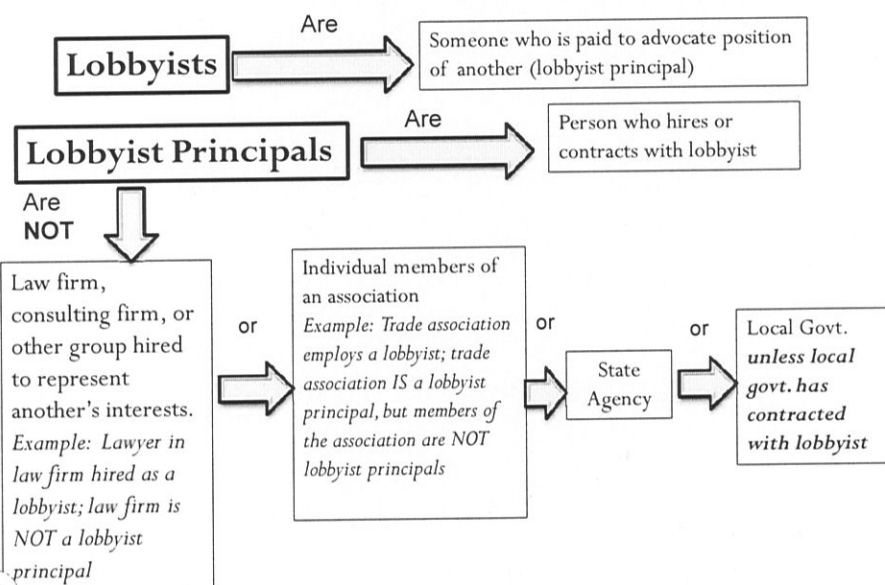 Are
Lobbyists
Someone who is paid to advocate position
of another (lobbyist principal)
Are
Lobbyist Principals
Person who hires or
contracts with lobbyist
Are
NOT
Law firm,
consulting firm, or
other group hired
to represent
another's interests.
Example: Lawyer in
law firm hired as a
lobbyist; law firm is
NOT a lobbyist
principal
or
Individual members of
an association
Example: Trade association
employs a lobbyist; trade
association IS a lobbyist
principal, but members of
the association are NOT
lobbyist principals
or
State
Agency
or
Local Govt.
unless local
govt. has
contracted
with lobbyist